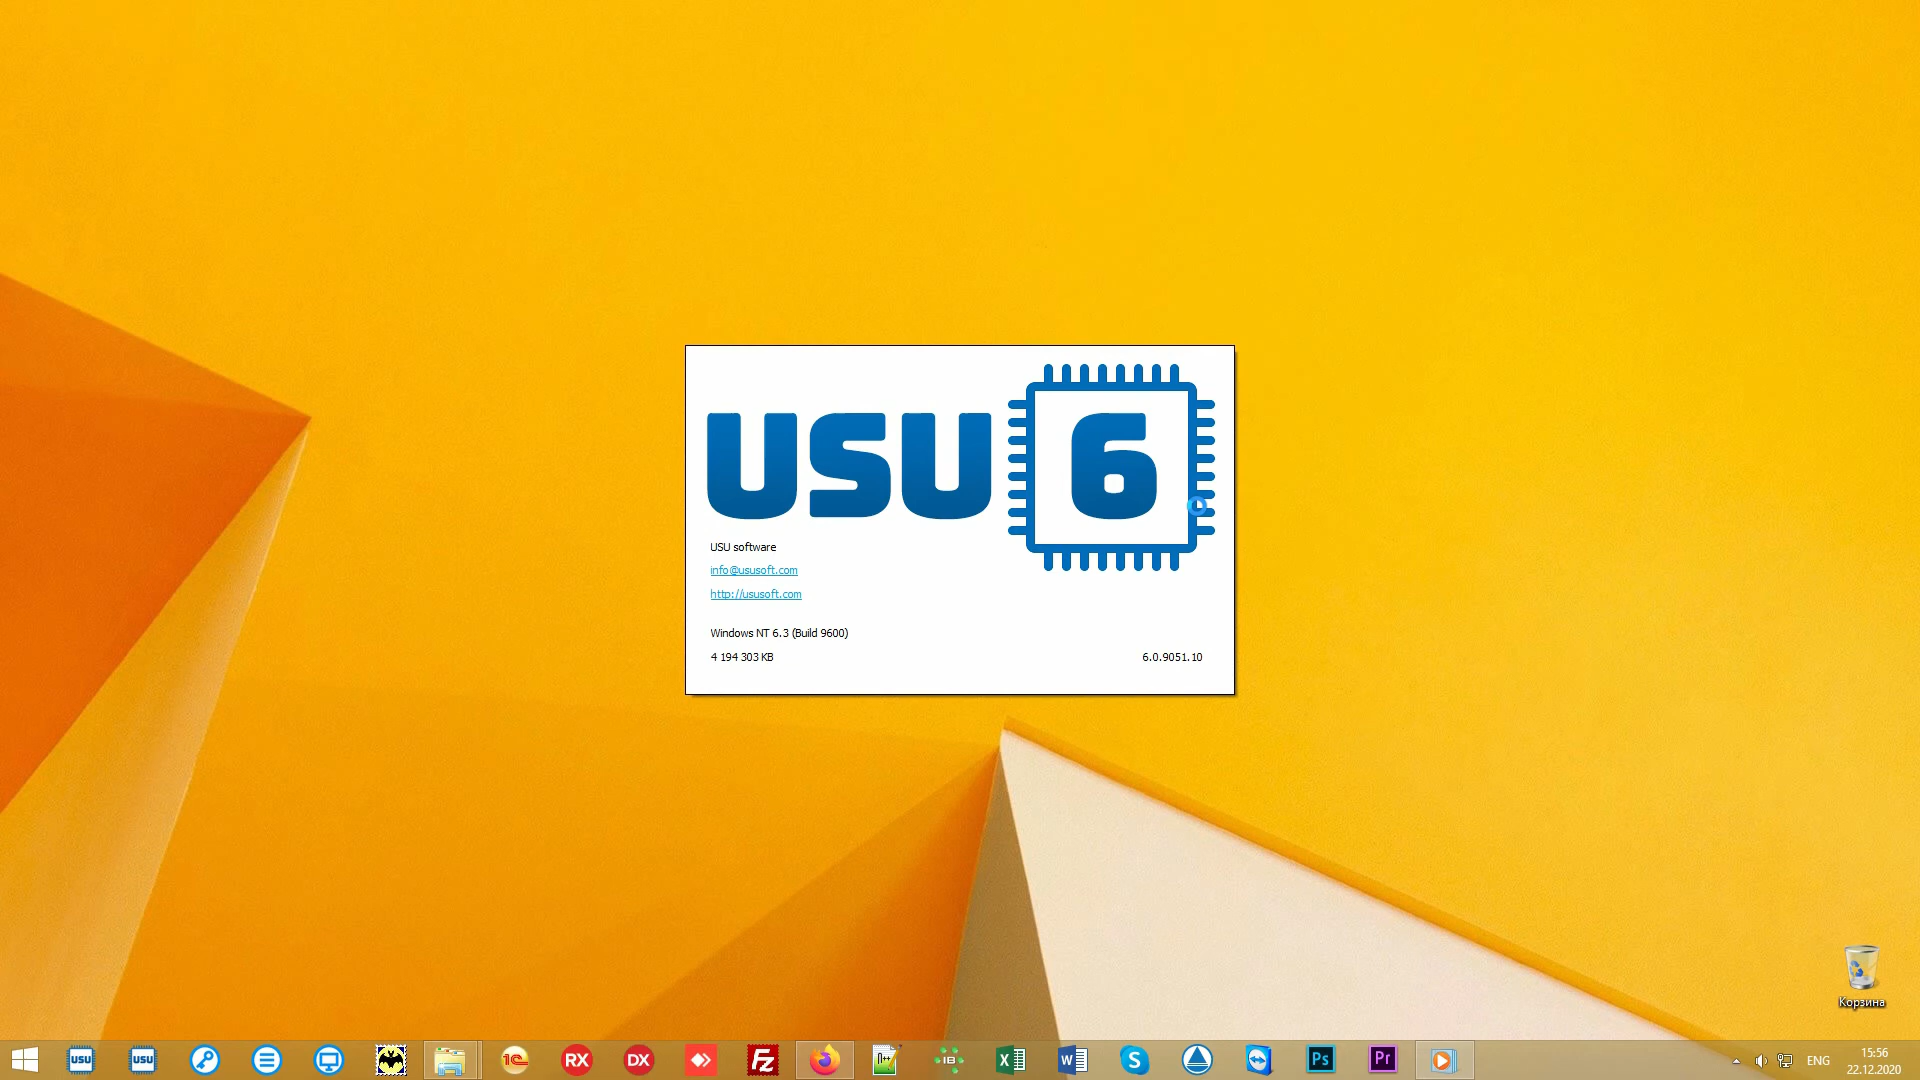 USU 6
USU software
info@ususoft.com
http://ususoft.com
Windows NT 6.3 (Build 9600)
4 194 303 KB
6.0.9051.10
Корзина
USU
USU
1C
RX
DX
FZ
IB
X
W
S
Ps
Pr
ENG
15:56
22.12.2020